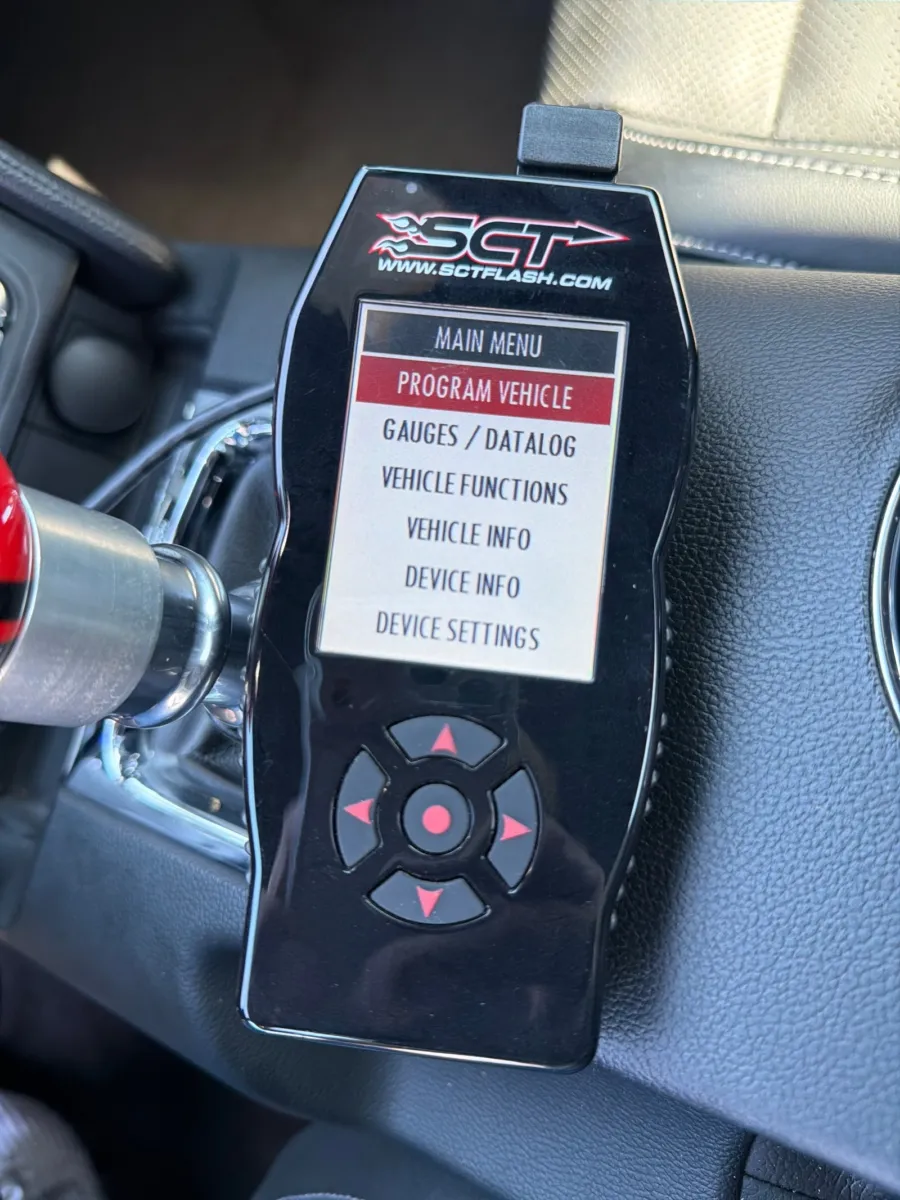 SCT
WWW.SCTFLASH.COM
MAIN MENU
PROGRAM VEHICLE
GAUGES / DATALOG
VEHICLE FUNCTIONS
VEHICLE INFO
DEVICE INFO
DEVICE SETTINGS